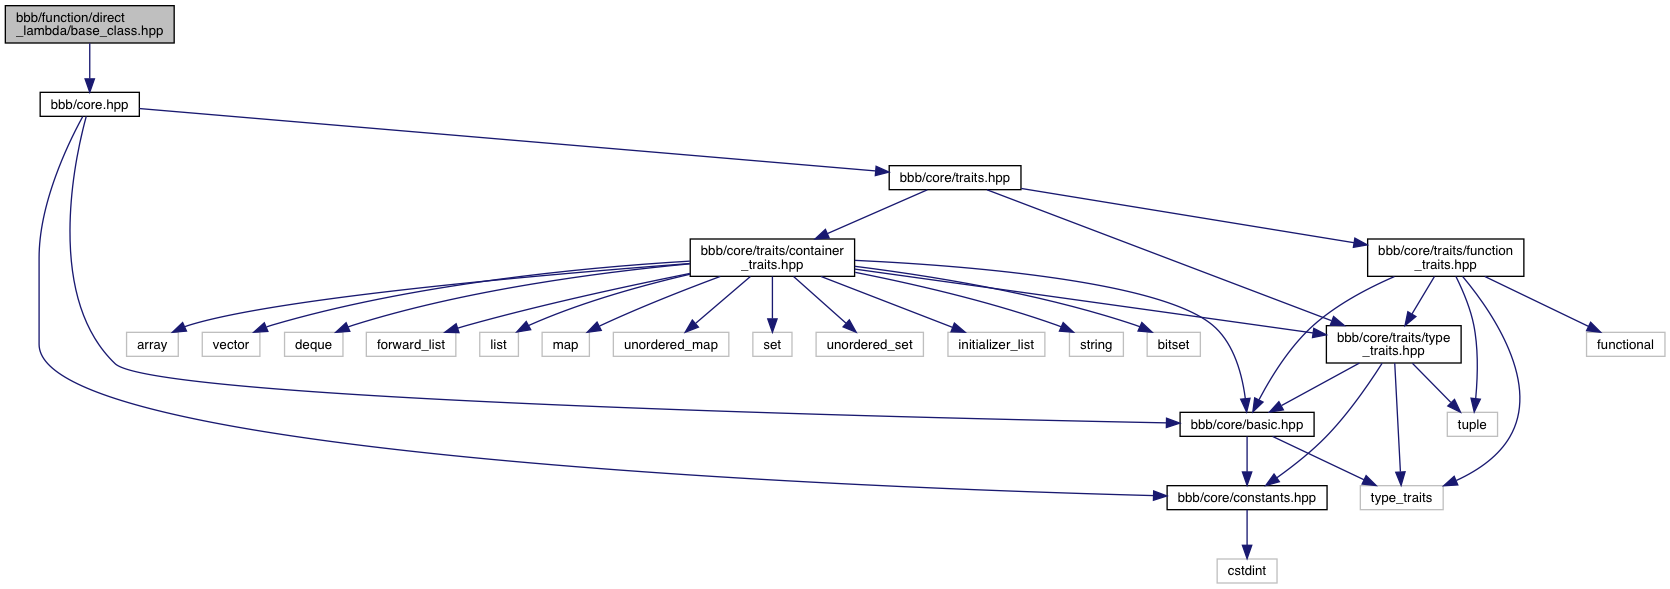 bbb/function/direct
_lambda/base_class.hpp
bbb/core.hpp
bbb/core/traits.hpp
bbb/core/traits/container
_traits.hpp
bbb/core/traits/function
_traits.hpp
array
vector
deque
forward_list
list
map
unordered_map
set
unordered_set
initializer_list
string
bitset
bbb/core/traits/type
_traits.hpp
functional
bbb/core/basic.hpp
tuple
bbb/core/constants.hpp
type_traits
cstdint